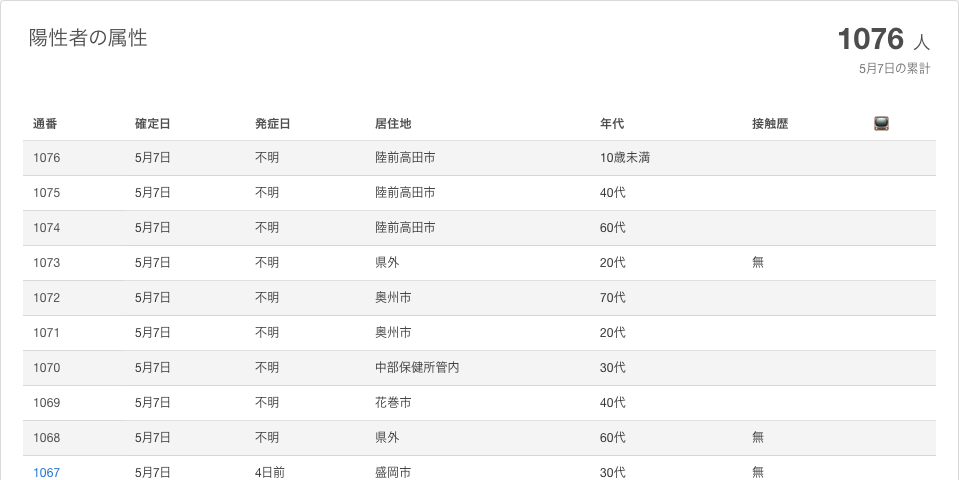 陽性者の属性
1076 人
5月7日の累計
通番 確定日 発症日 居住地 年代 接触歴
1076 5月7日 不明 陸前高田市 10歳未満
1075 5月7日 不明 陸前高田市 40代
1074 5月7日 不明 陸前高田市 60代
1073 5月7日 不明 県外 20代 無
1072 5月7日 不明 奥州市 70代
1071 5月7日 不明 奥州市 20代
1070 5月7日 不明 中部保健所管内 30代
1069 5月7日 不明 花巻市 40代
1068 5月7日 不明 県外 60代 無
1067 5月7日 4日前 盛岡市 30代 無